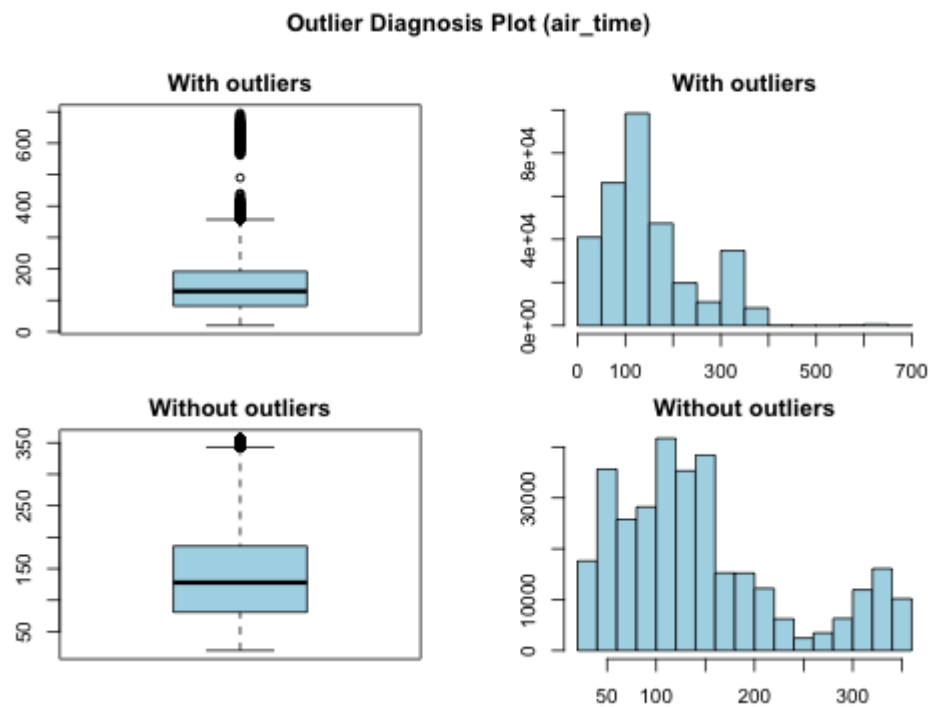 Outlier Diagnosis Plot (air_time)
With outliers
600
400
200
0
With outliers
8e+04
4e+04
0e+00
0 100 300 500 700
Without outliers
350
250
150
50
Without outliers
30000
10000
0
50 100 200 300